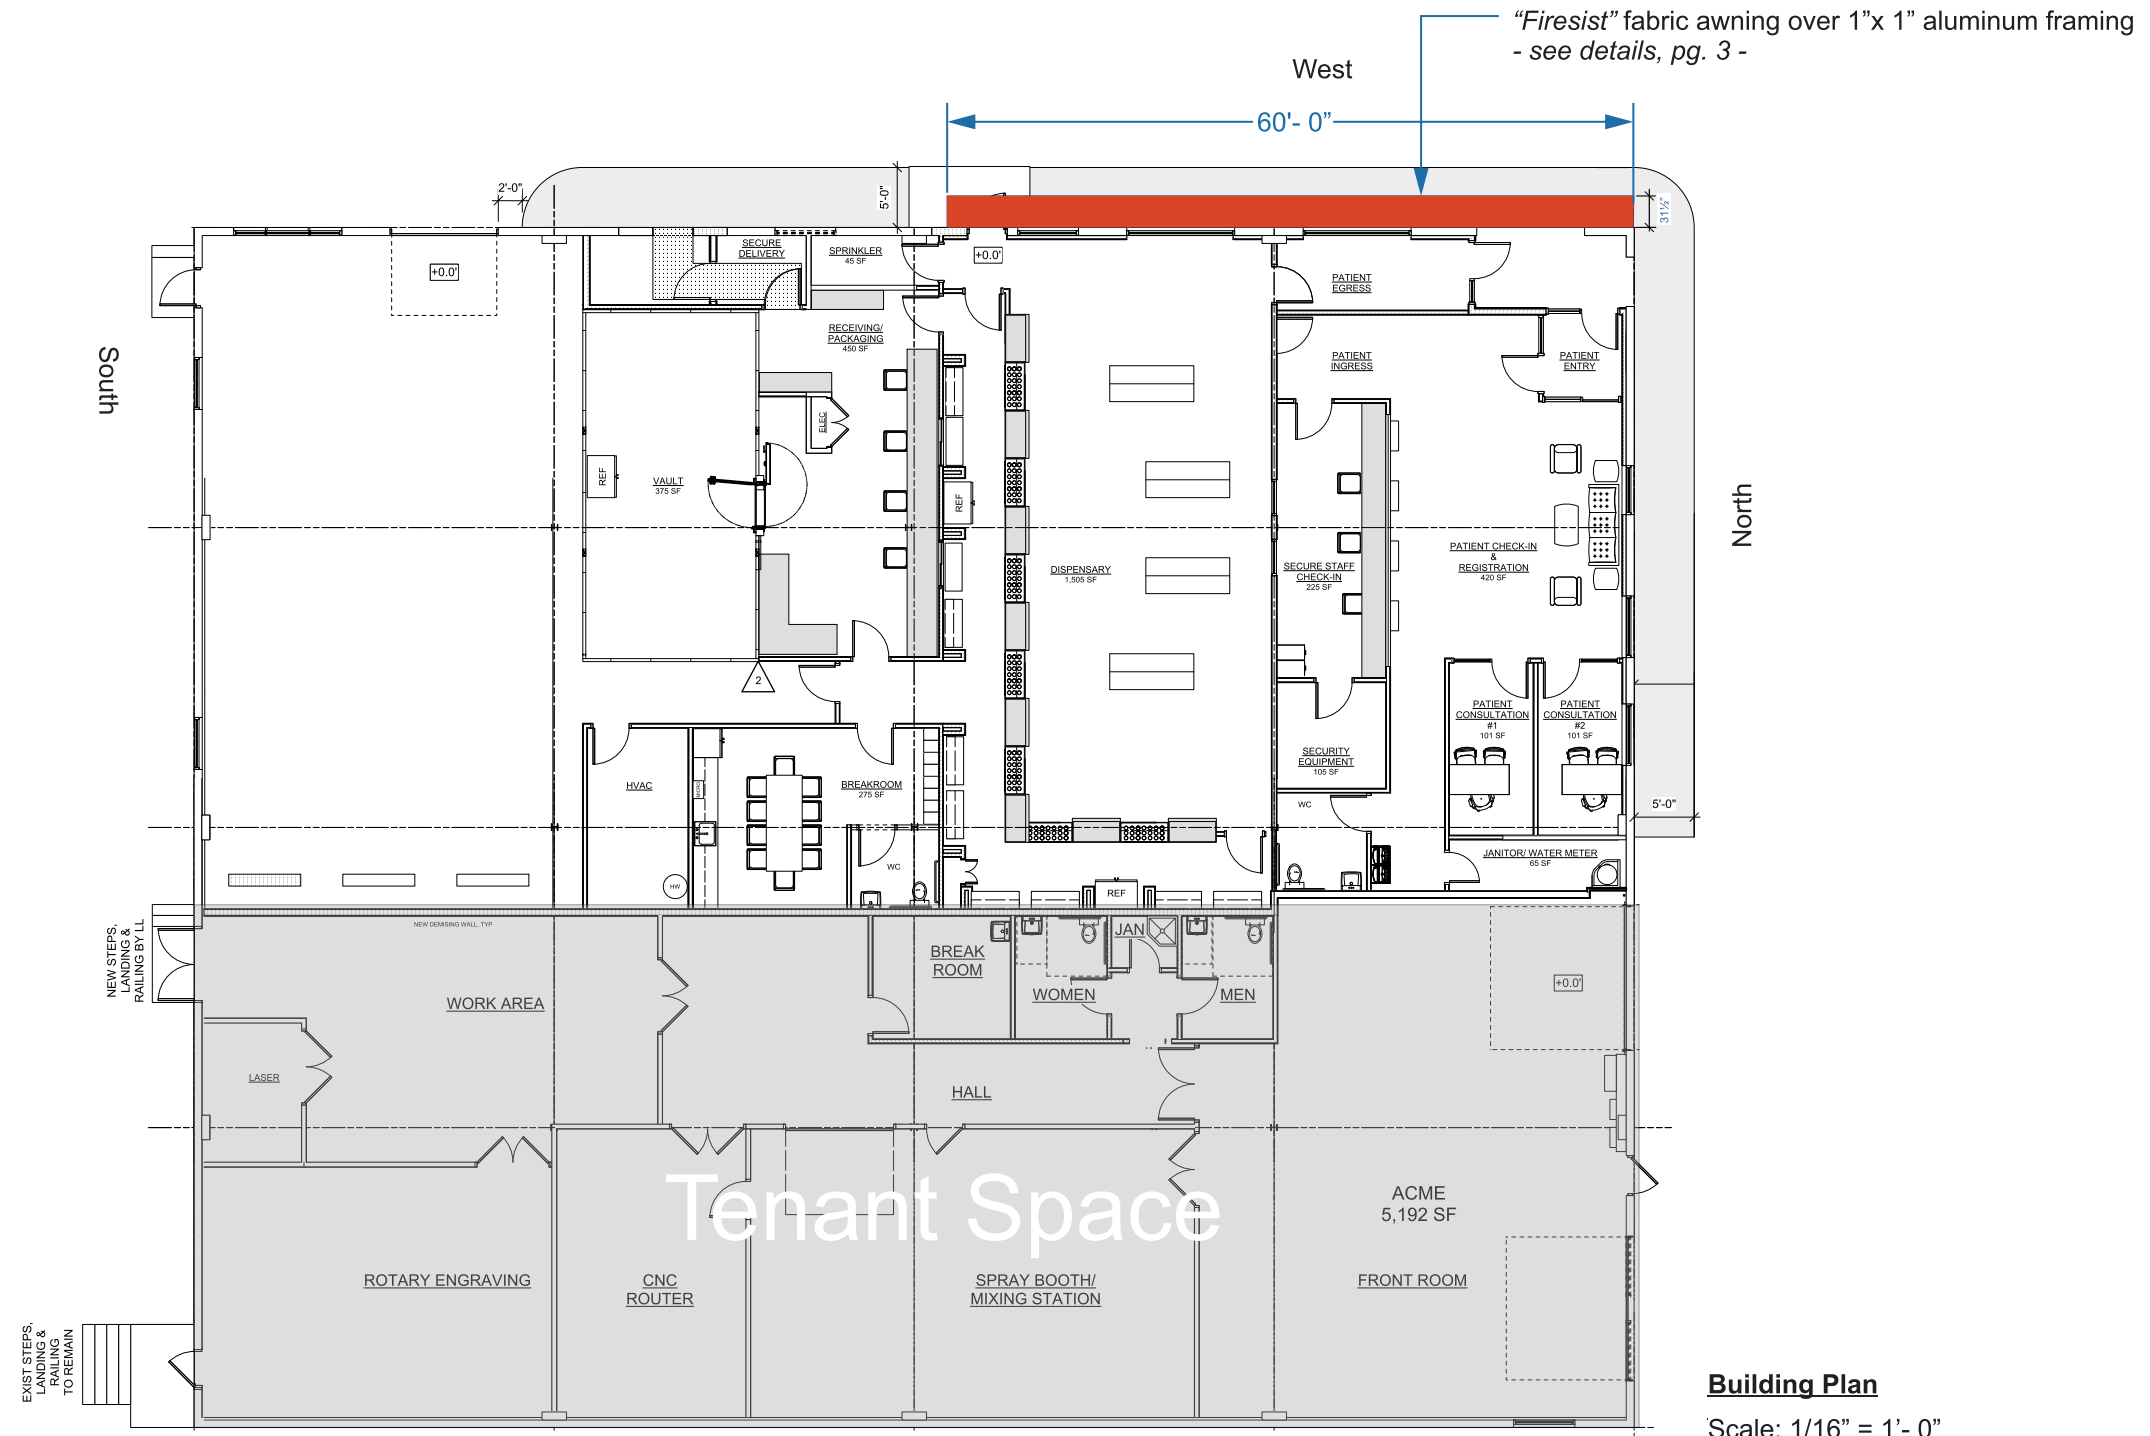 “Firesist” fabric awning over 1”x 1” aluminum framing
- see details, pg. 3 -
West
60'- 0”
2'-0"
5'-0"
31½”
SECURE
DELIVERY
SPRINKLER
45 SF
+0.0'
+0.0'
PATIENT
EGRESS
RECEIVING/
PACKAGING
450 SF
PATIENT
INGRESS
PATIENT
ENTRY
South
ELEC
REF
VAULT
375 SF
REF
North
DISPENSARY
1,505 SF
SECURE STAFF
CHECK-IN
225 SF
PATIENT CHECK-IN
&
REGISTRATION
420 SF
2
PATIENT
CONSULTATION
#1
101 SF
PATIENT
CONSULTATION
#2
101 SF
SECURITY
EQUIPMENT
105 SF
HVAC
MICRO
BREAKROOM
275 SF
WC
5'-0"
WC
JANITOR/ WATER METER
65 SF
HW
REF
NEW DEMISING WALL, TYP
NEW STEPS,
LANDING &
RAILING BY LL
BREAK
ROOM
JAN
WORK AREA
WOMEN
MEN
+0.0'
LASER
HALL
Tenant Space
ACME
5,192 SF
ROTARY ENGRAVING
CNC
ROUTER
SPRAY BOOTH/
MIXING STATION
FRONT ROOM
EXIST STEPS,
LANDING &
RAILING
TO REMAIN
Building Plan
Scale: 1/16” = 1’- 0”